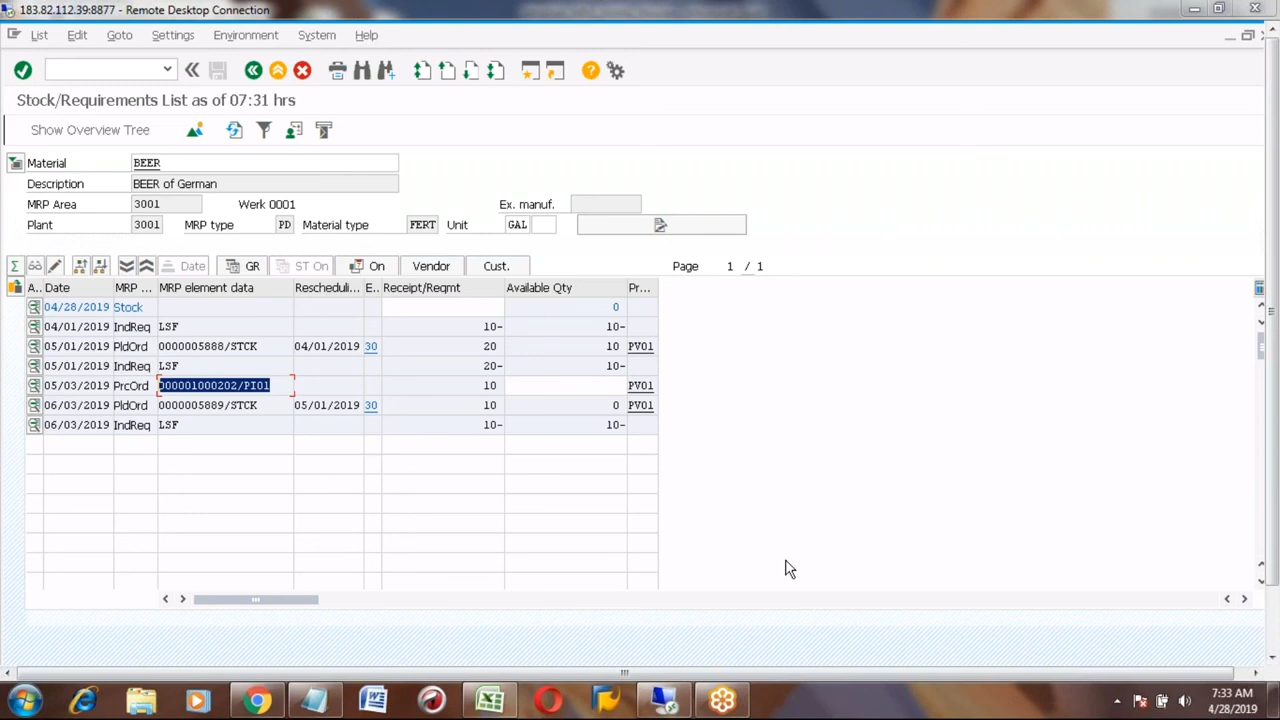 183.82.112.39:8877 - Remote Desktop Connection
List Edit Goto Settings Environment System Help
Stock/Requirements List as of 07:31 hrs
Show Overview Tree
Material BEER
Description BEER of German
MRP Area 3001 Werk 0001 Ex. manuf.
Plant 3001 MRP type PD Material type FERT Unit GAL
Date GR ST On On Vendor Cust. Page 1 / 1
A.. Date MRP ... MRP element data Rescheduli... E.. Receipt/Reqmt Available Qty Pr...
04/28/2019 Stock 0
04/01/2019 IndReq LSF 10- 10-
05/01/2019 PldOrd 0000005888/STCK 04/01/2019 30 20 10 PV01
05/01/2019 IndReq LSF 20- 10-
05/03/2019 PrcOrd 000001000202/PI01 10 PV01
06/03/2019 PldOrd 0000005889/STCK 05/01/2019 30 10 0 PV01
06/03/2019 IndReq LSF 10- 10-
7:33 AM
4/28/2019